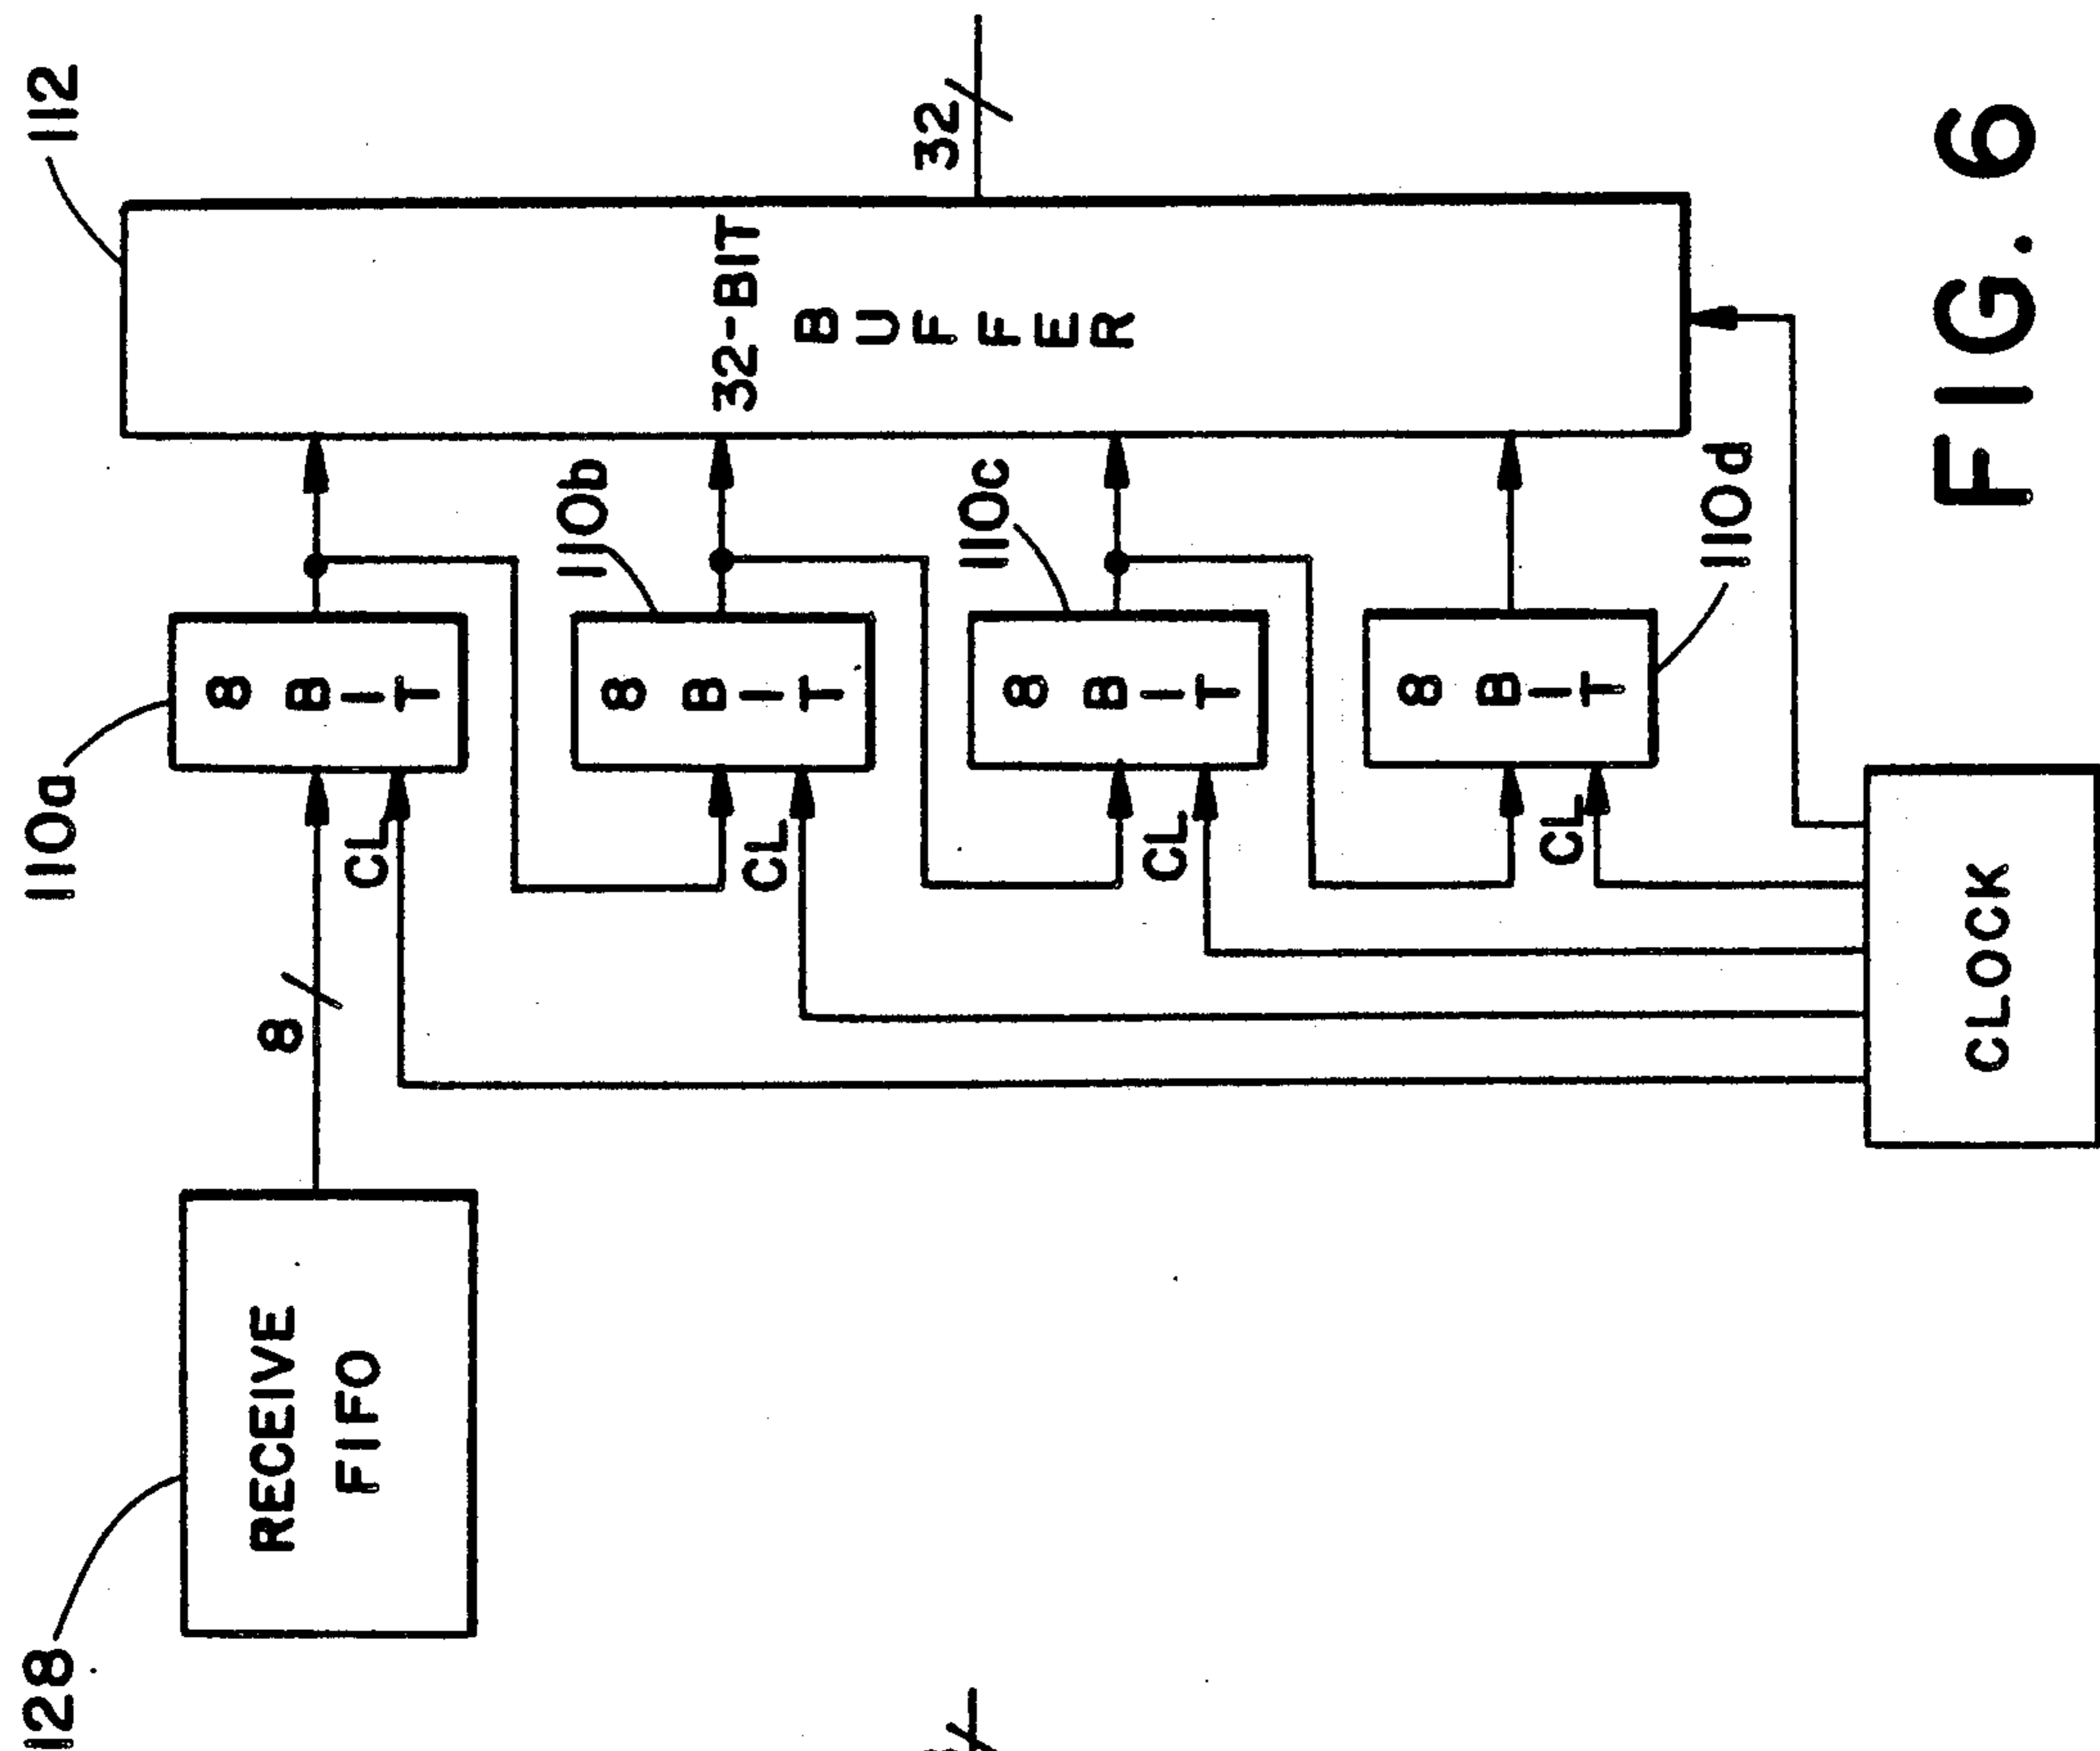 128
110a
112
RECEIVE
FIFO
8
CL
8
BIT
110b
CL
8
BIT
32-BIT
BUFFER
32
110c
CL
8
BIT
110d
CL
8
BIT
CLOCK
FIG. 6